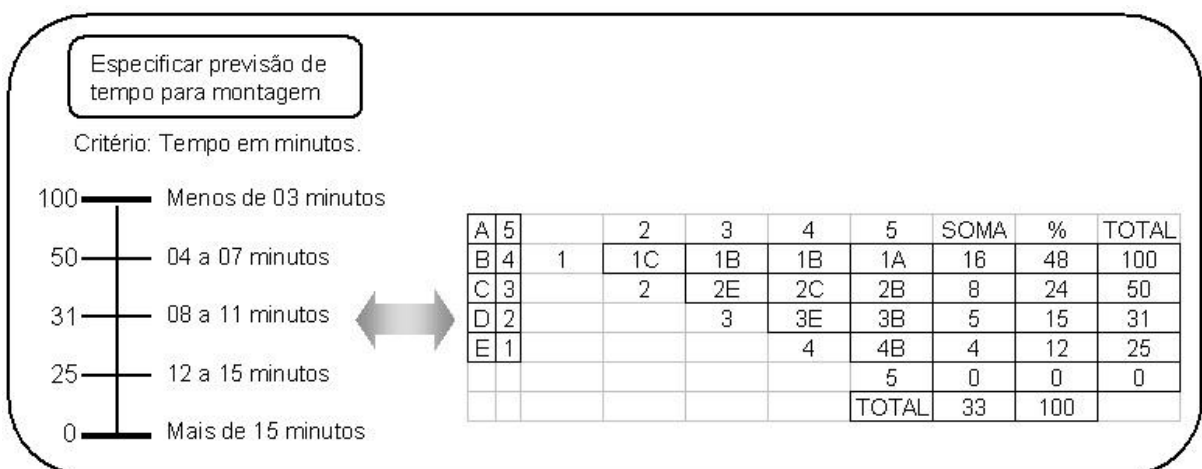 Especificar previsão de
tempo para montagem
Critério: Tempo em minutos.
100 Menos de 03 minutos
50 04 a 07 minutos
31 08 a 11 minutos
25 12 a 15 minutos
0 Mais de 15 minutos
A 5 2 3 4 5 SOMA % TOTAL
B 4 1 1C 1B 1B 1A 16 48 100
C 3 2 2E 2C 2B 8 24 50
D 2 3 3E 3B 5 15 31
E 1 4 4B 4 12 25
5 0 0 0
TOTAL 33 100